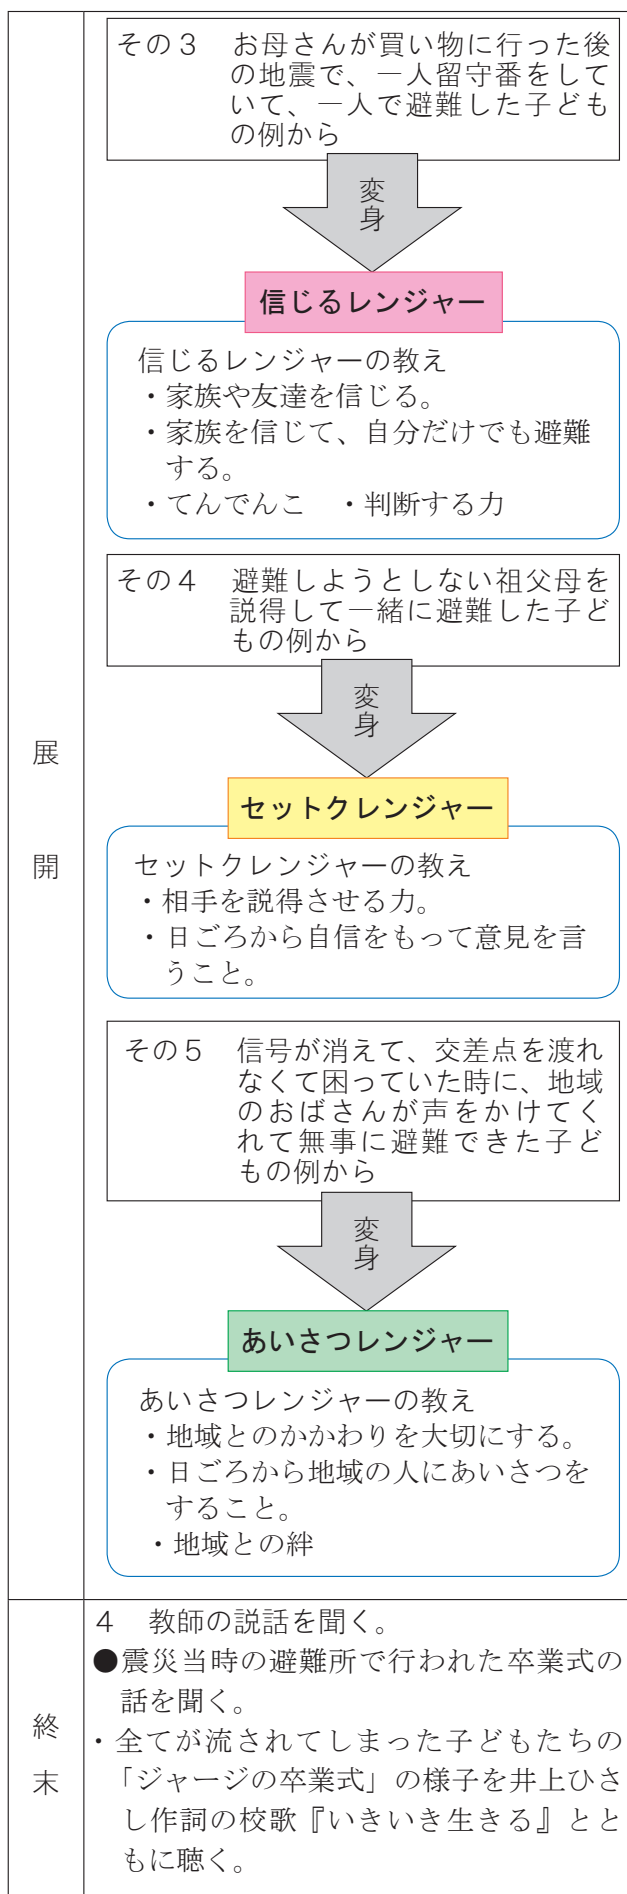 その３　お母さんが買い物に行った後
の地震で、一人留守番をして
いて、一人で避難した子ども
の例から
変身
信じるレンジャー
信じるレンジャーの教え
・家族や友達を信じる。
・家族を信じて、自分だけでも避難
する。
・てんでんこ　・判断する力
その４　避難しようとしない祖父母を
説得して一緒に避難した子ど
もの例から
変身
セットクレンジャー
セットクレンジャーの教え
・相手を説得させる力。
・日ごろから自信をもって意見を言
うこと。
展開
その５　信号が消えて、交差点を渡れ
なくて困っていた時に、地域
のおばさんが声をかけてく
れて無事に避難できた子ど
もの例から
変身
あいさつレンジャー
あいさつレンジャーの教え
・地域とのかかわりを大切にする。
・日ごろから地域の人にあいさつを
すること。
・地域との絆
終末
４　教師の説話を聞く。
●震災当時の避難所で行われた卒業式の
話を聞く。
・全てが流されてしまった子どもたちの
「ジャージの卒業式」の様子を井上ひさ
し作詞の校歌『いきいき生きる』とと
もに聴く。